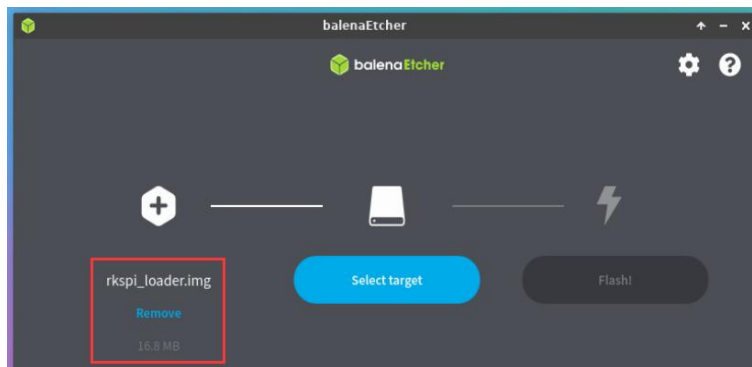 balenaEtcher
balenaEtcher
rkspi_loader.img
Select target
Flash!
Remove
16.8 MB